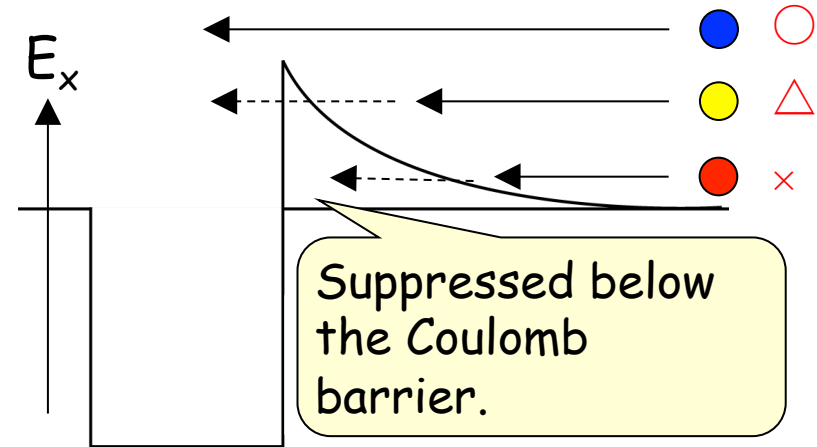 Eₓ
Suppressed below
the Coulomb
barrier.